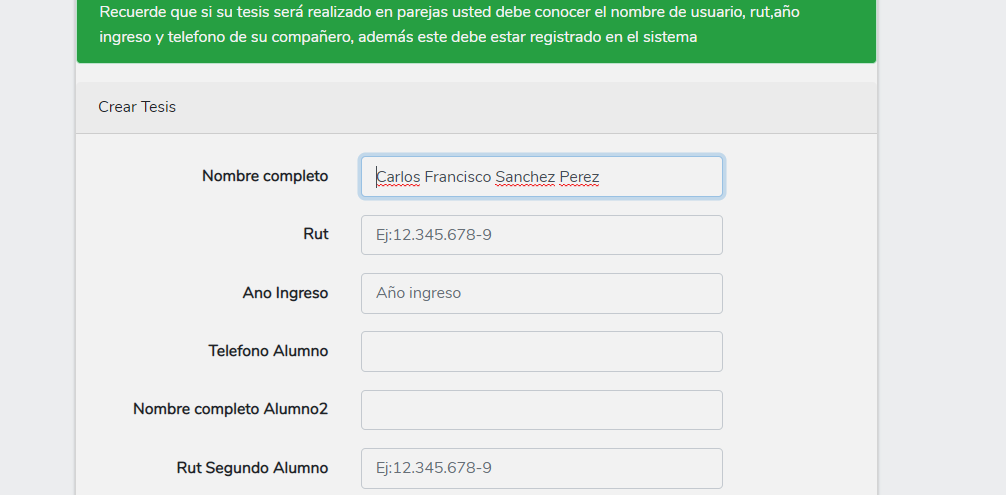 Recuerde que si su tesis será realizado en parejas usted debe conocer el nombre de usuario, rut,año
ingreso y telefono de su compañero, además este debe estar registrado en el sistema
Crear Tesis
Nombre completo Carlos Francisco Sanchez Perez
Rut Ej:12.345.678-9
Ano Ingreso Año ingreso
Telefono Alumno
Nombre completo Alumno2
Rut Segundo Alumno Ej:12.345.678-9